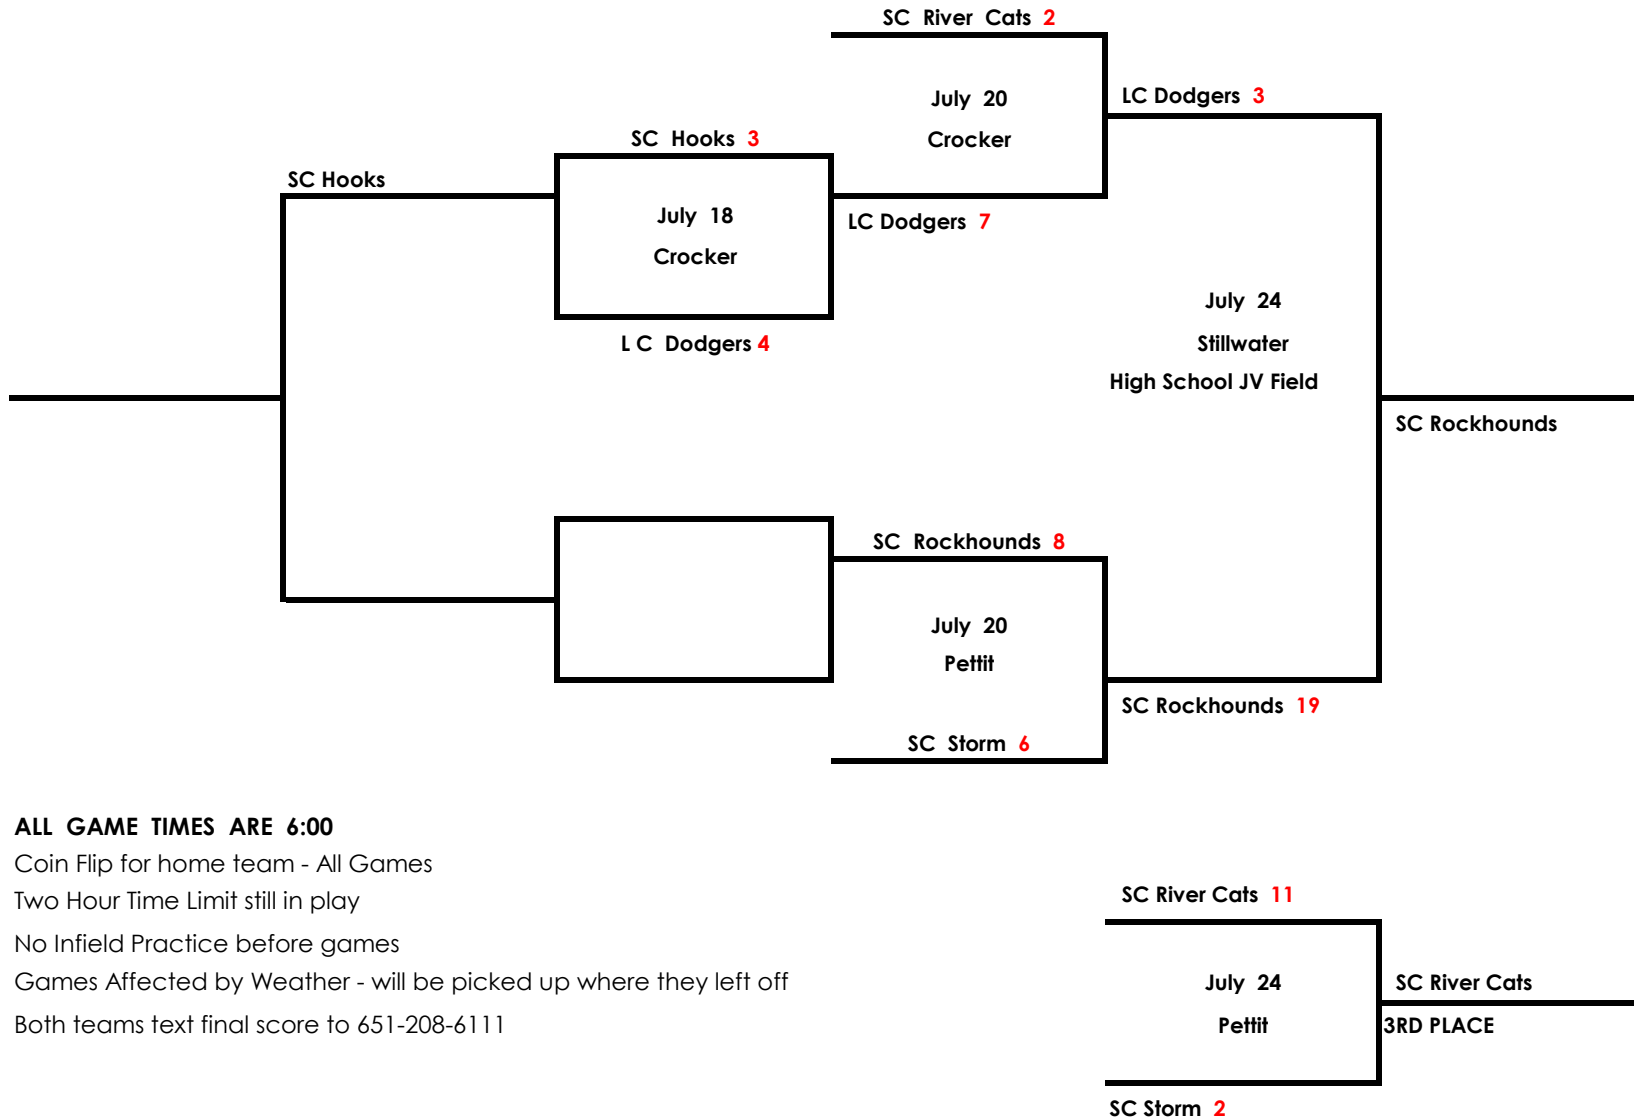 SC River Cats 2
July 20
Crocker
LC Dodgers 3
SC Hooks 3
SC Hooks
July 18
Crocker
LC Dodgers 7
L C Dodgers 4
July 24
Stillwater
High School JV Field
SC Rockhounds
SC Rockhounds 8
July 20
Pettit
SC Rockhounds 19
SC Storm 6
ALL GAME TIMES ARE 6:00
Coin Flip for home team - All Games
Two Hour Time Limit still in play
No Infield Practice before games
Games Affected by Weather - will be picked up where they left off
Both teams text final score to 651-208-6111
SC River Cats 11
July 24
Pettit
SC River Cats
3RD PLACE
SC Storm 2